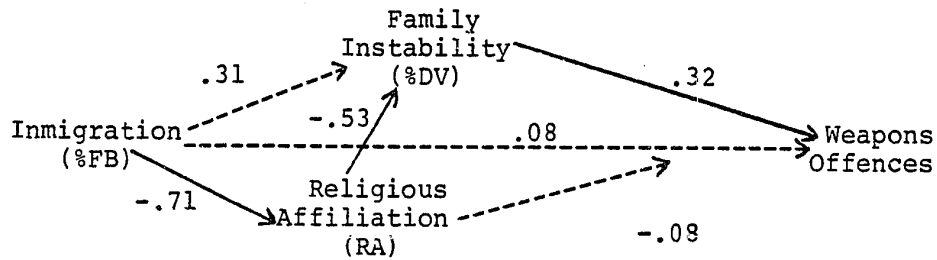 Family
Instability
(%DV)
.31
.32
-.53
.08
Inmigration
(%FB)
Weapons
Offences
-.71
Religious
Affiliation
(RA)
-.08